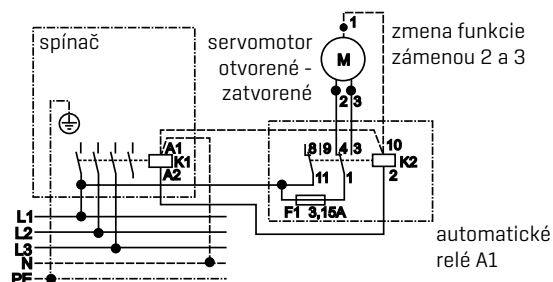 spínač
servomotor
otvorené -
zatvorené
1
M
2 3
zmena funkcie
zámenou 2 a 3
A1
K1
A2
8 9 4 3
10
K2
2
11
1
F1 3,15A
L1
L2
L3
N
PE
automatické
relé A1